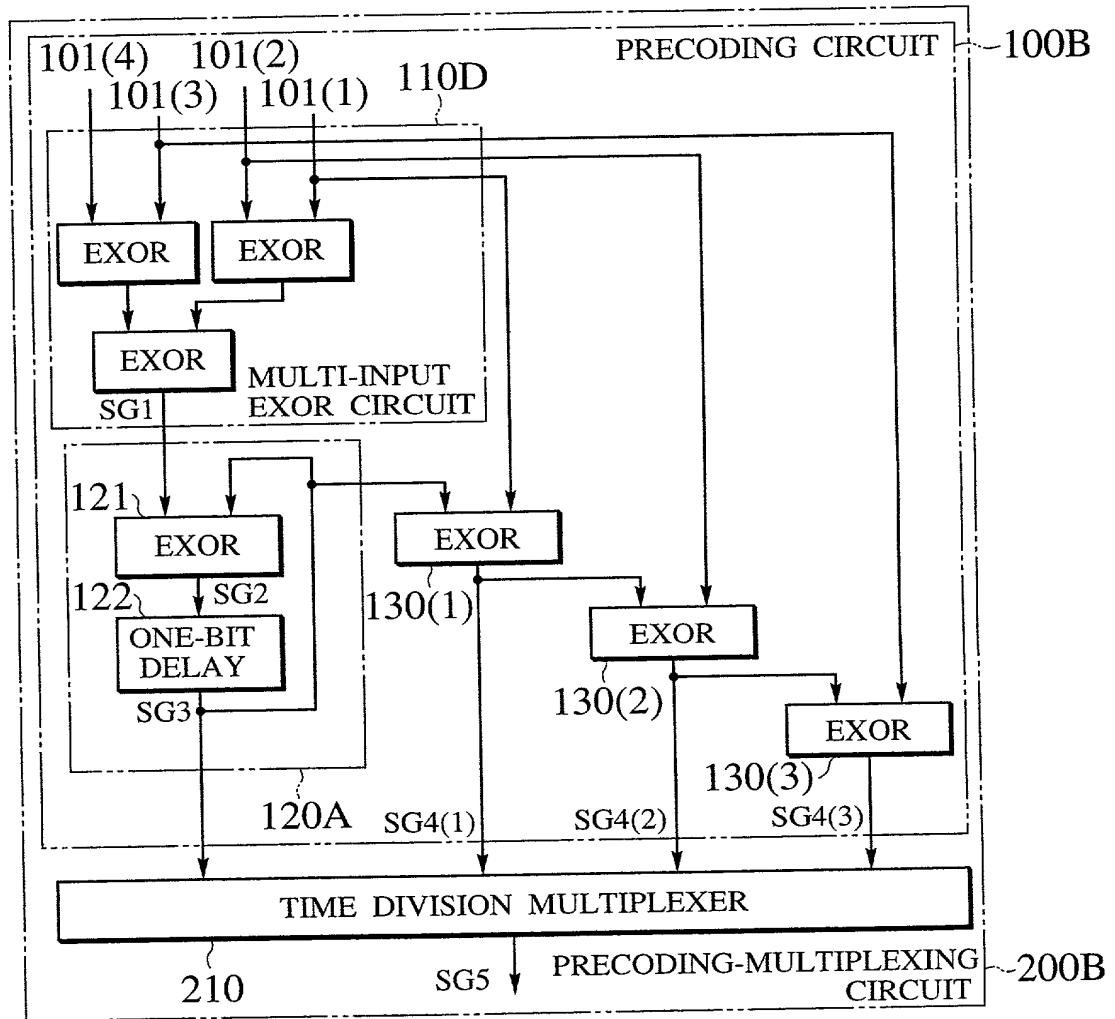 PRECODING CIRCUIT
100B
101(4)
101(2)
101(3)
101(1)
110D
EXOR
EXOR
EXOR
MULTI-INPUT
EXOR CIRCUIT
SG1
121
EXOR
EXOR
SG2
122
130(1)
ONE-BIT
DELAY
EXOR
SG3
130(2)
EXOR
130(3)
120A
SG4(1)
SG4(2)
SG4(3)
TIME DIVISION MULTIPLEXER
210
SG5
PRECODING-MULTIPLEXING
CIRCUIT
200B